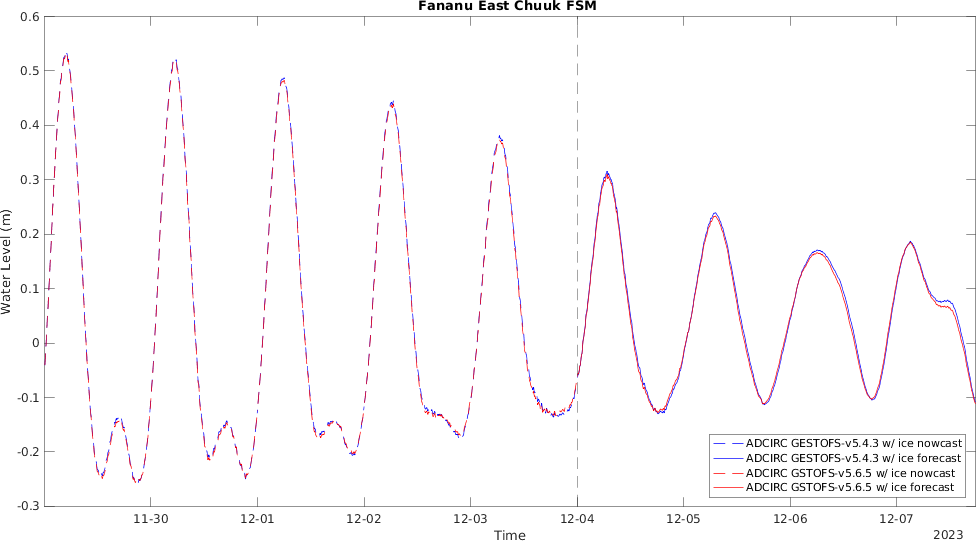 Fananu East Chuuk FSM
0.6
0.5
0.4
0.3
0.2
0.1
0
-0.1
-0.2
-0.3
Water Level (m)
11-30
12-01
12-02
12-03
12-04
12-05
12-06
12-07
Time
2023
ADCIRC GESTOFS-v5.4.3 w/ ice nowcast
ADCIRC GESTOFS-v5.4.3 w/ ice forecast
ADCIRC GSTOFS-v5.6.5 w/ ice nowcast
ADCIRC GSTOFS-v5.6.5 w/ ice forecast